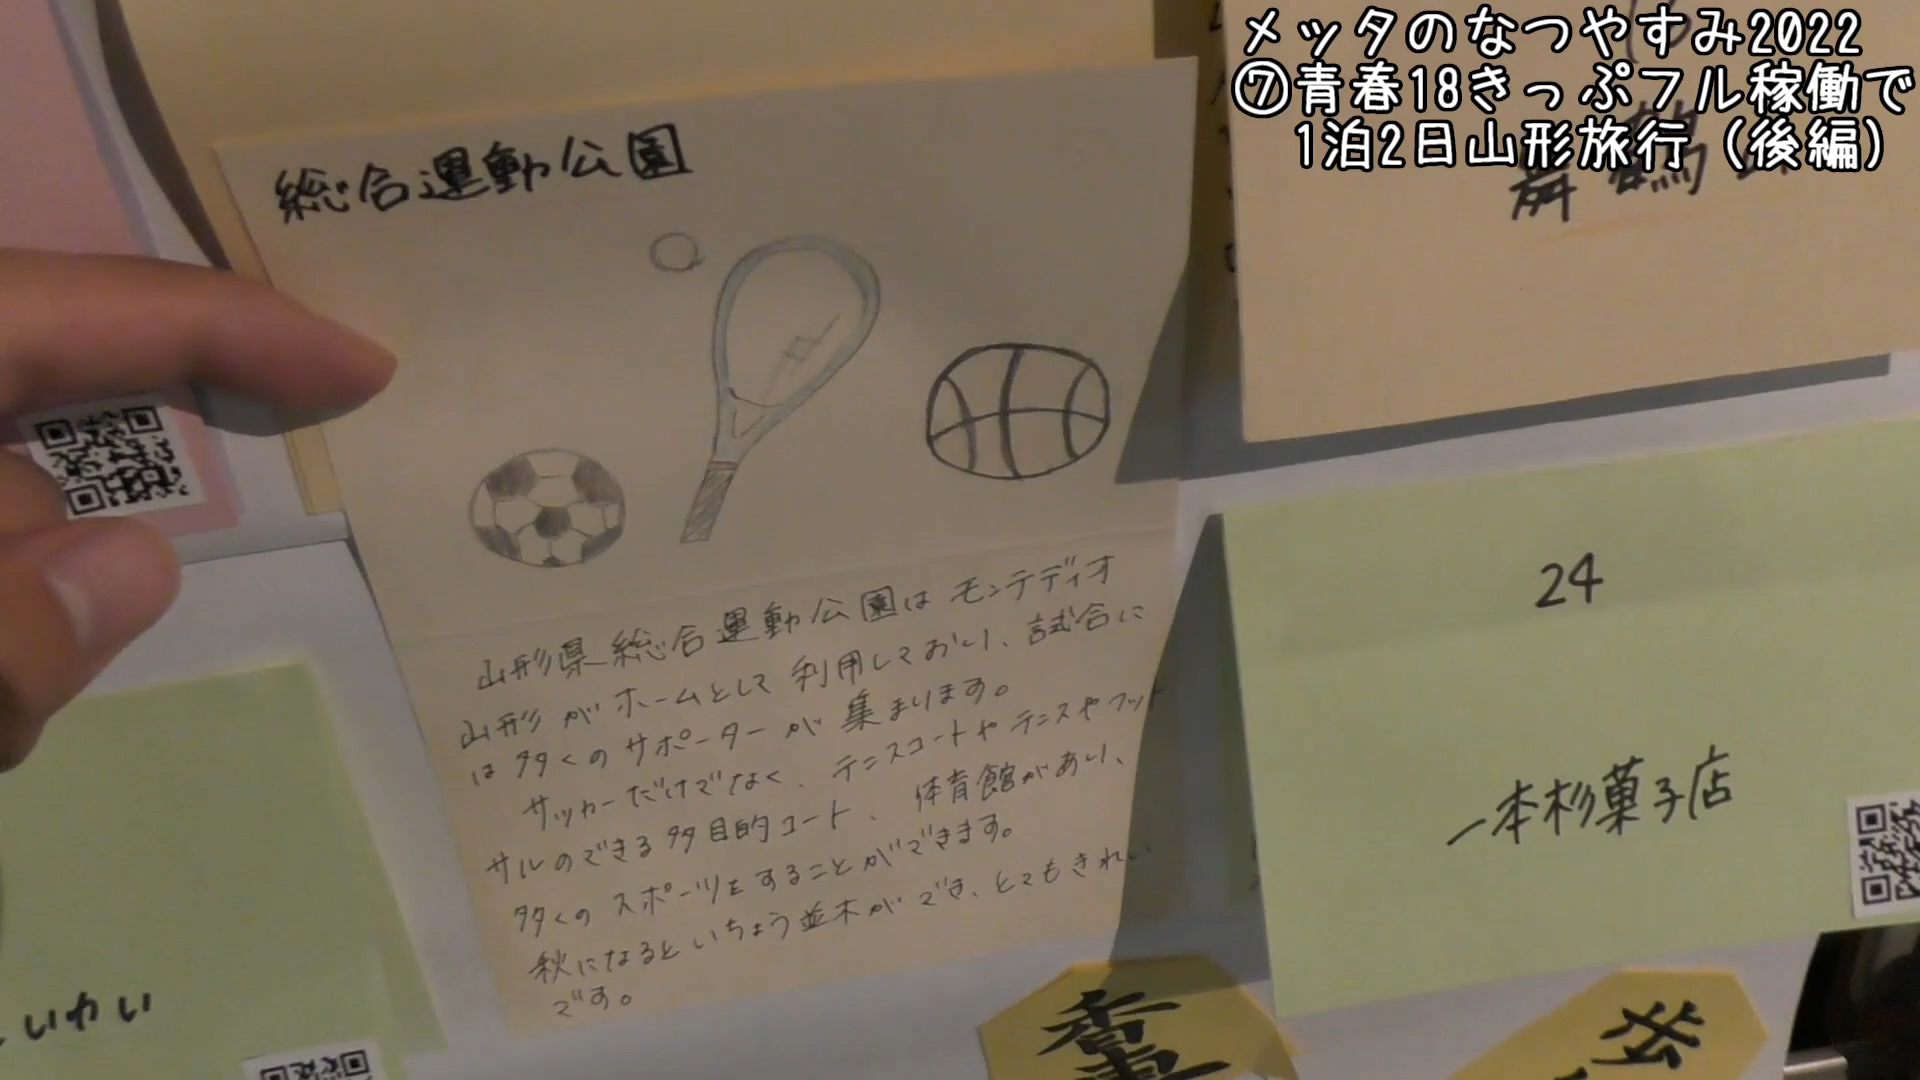 メッタのなつやすみ2022
⑦青春18きっぷフル稼働で
1泊2日山形旅行（後編）
総合運動公園
山形県総合運動公園はモンテディオ
山形がホームとして利用しており、試合に
は多くのサポーターが集まります。
サッカーだけでなく、テニスコートやテニスやフット
サルのできる多目的コート、体育館があり、
多くのスポーツをすることができます。
秋になるといちょう並木ができ、とてもきれい
です。
舞鶴山
24
一本杉菓子店
いわい
香車